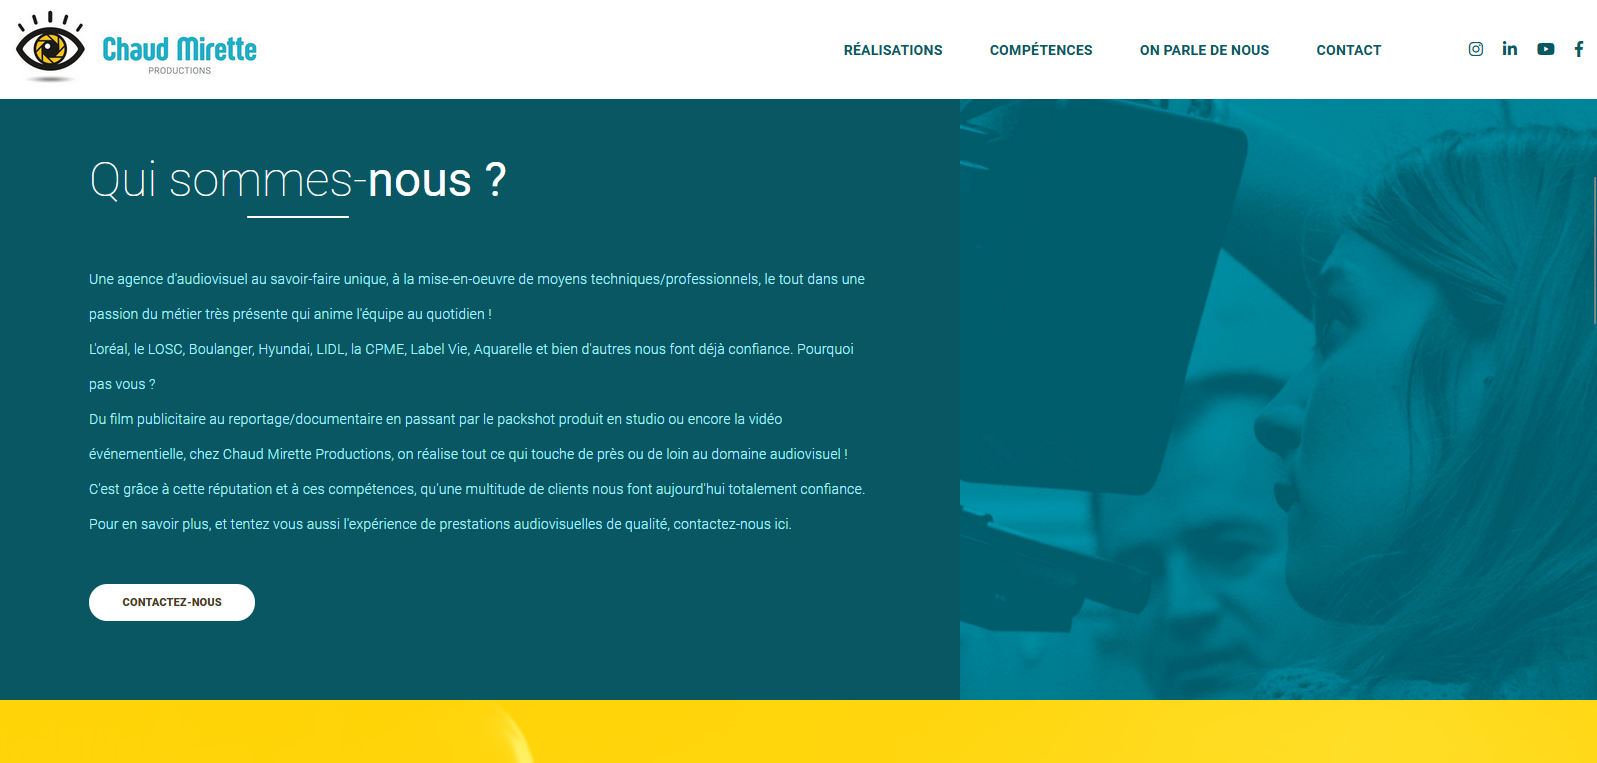 Chaud Mirette
PRODUCTIONS
RÉALISATIONS
COMPÉTENCES
ON PARLE DE NOUS
CONTACT
Qui sommes-nous ?
Une agence d'audiovisuel au savoir-faire unique, à la mise-en-oeuvre de moyens techniques/professionnels, le tout dans une
passion du métier très présente qui anime l'équipe au quotidien !
L'oréal, le LOSC, Boulanger, Hyundai, LIDL, la CPME, Label Vie, Aquarelle et bien d'autres nous font déjà confiance. Pourquoi
pas vous ?
Du film publicitaire au reportage/documentaire en passant par le packshot produit en studio ou encore la vidéo
événementielle, chez Chaud Mirette Productions, on réalise tout ce qui touche de près ou de loin au domaine audiovisuel !
C'est grâce à cette réputation et à ces compétences, qu'une multitude de clients nous font aujourd'hui totalement confiance.
Pour en savoir plus, et tentez vous aussi l'expérience de prestations audiovisuelles de qualité, contactez-nous ici.
CONTACTEZ-NOUS